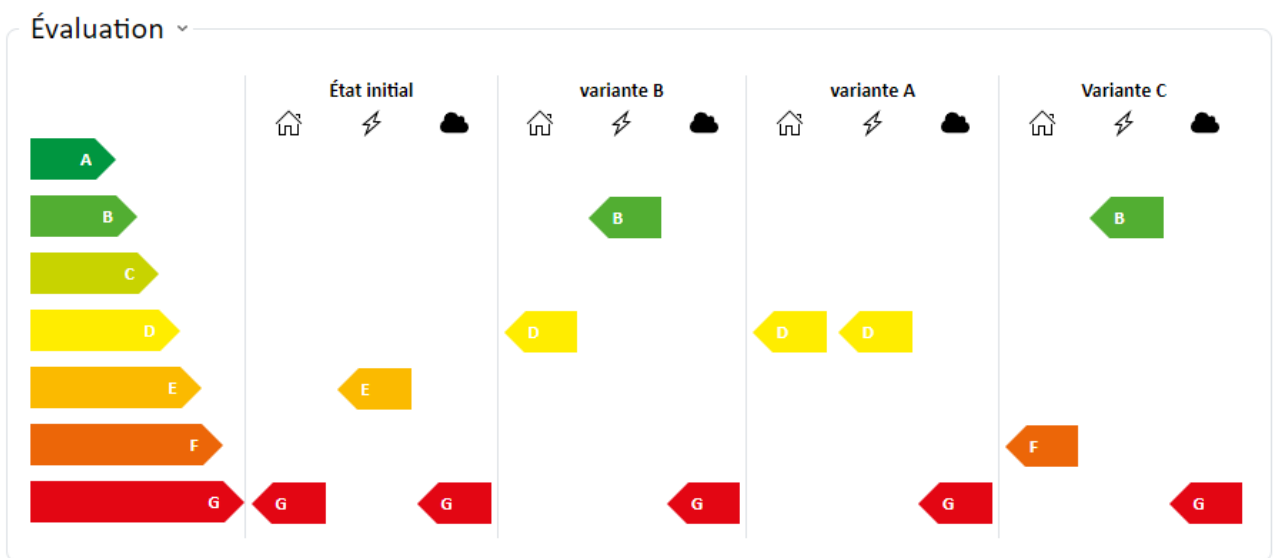 Évaluation
État initial variante B variante A Variante C
A
B B B
C
D D D D
E E
F F
G G G G G G